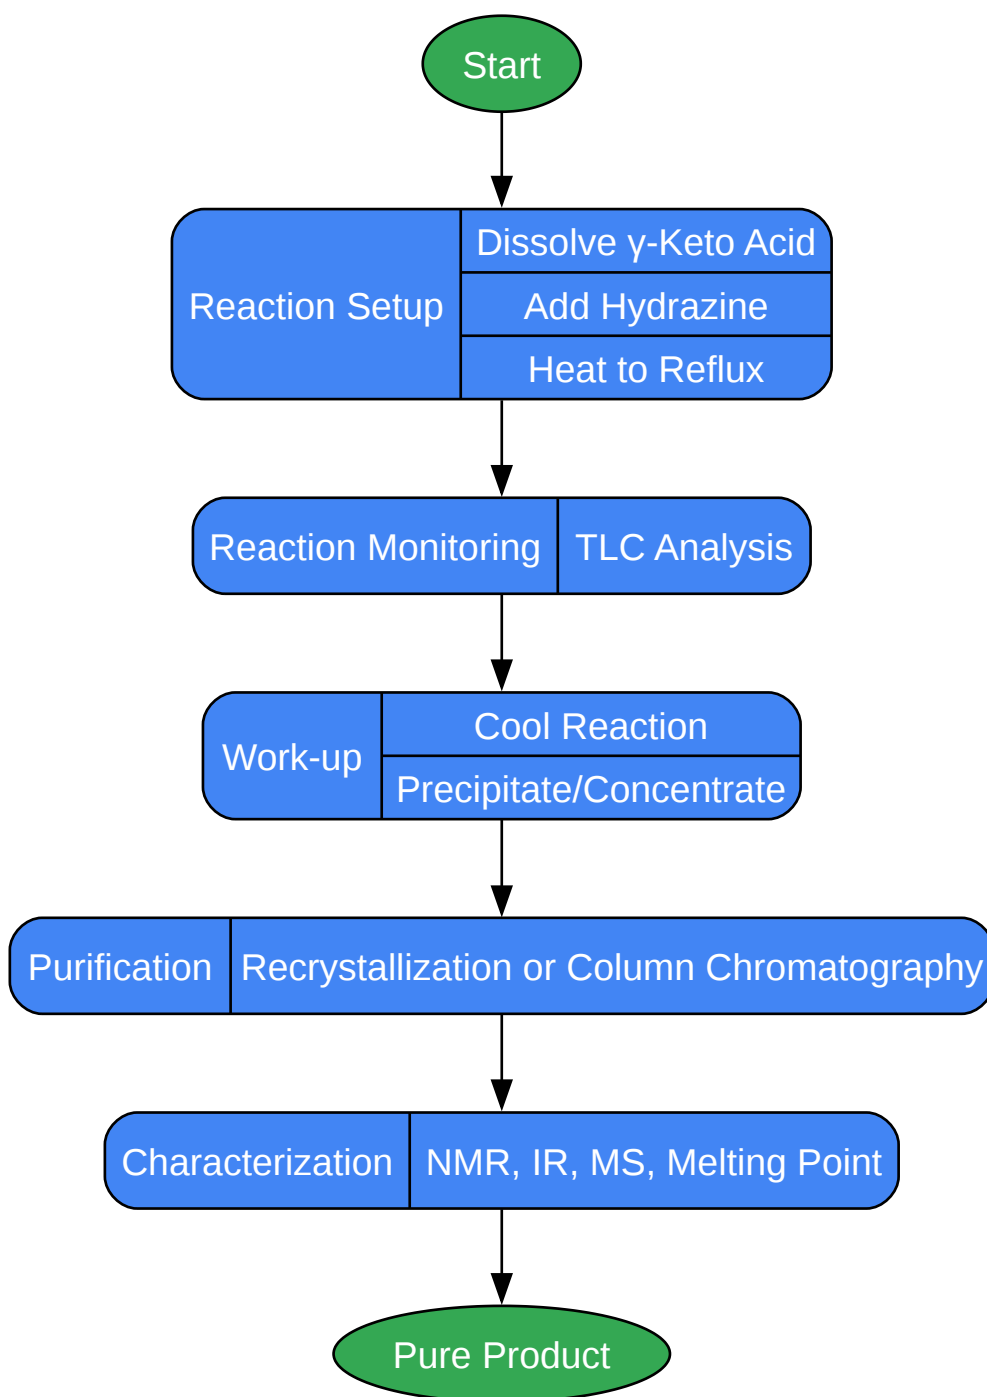 Start
Reaction Setup
Dissolve γ-Keto Acid
Add Hydrazine
Heat to Reflux
Reaction Monitoring
TLC Analysis
Work-up
Cool Reaction
Precipitate/Concentrate
Purification
Recrystallization or Column Chromatography
Characterization
NMR, IR, MS, Melting Point
Pure Product